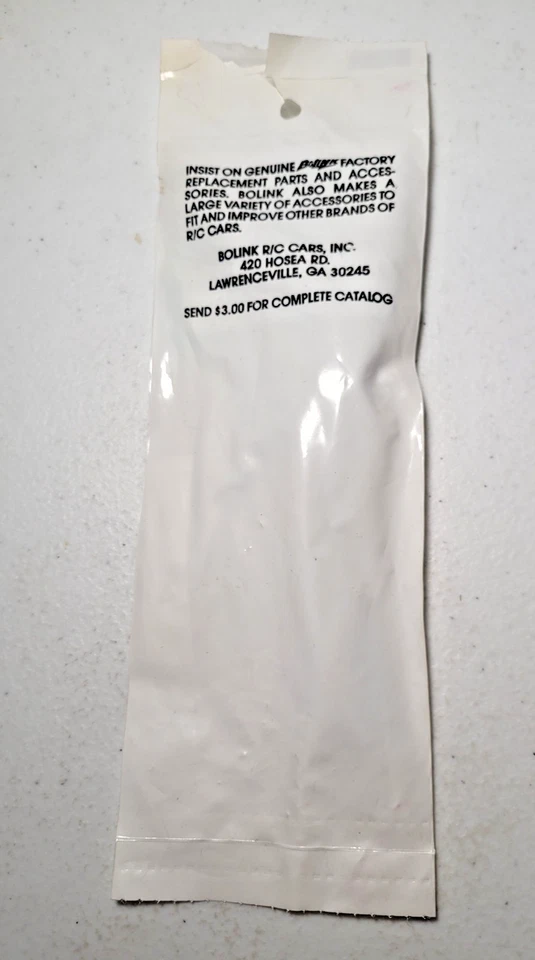 INSIST ON GENUINE BOLINK FACTORY
REPLACEMENT PARTS AND ACCES-
SORIES. BOLINK ALSO MAKES A
LARGE VARIETY OF ACCESSORIES TO
FIT AND IMPROVE OTHER BRANDS OF
R/C CARS.
BOLINK R/C CARS, INC.
420 HOSEA RD.
LAWRENCEVILLE, GA 30245
SEND $3.00 FOR COMPLETE CATALOG